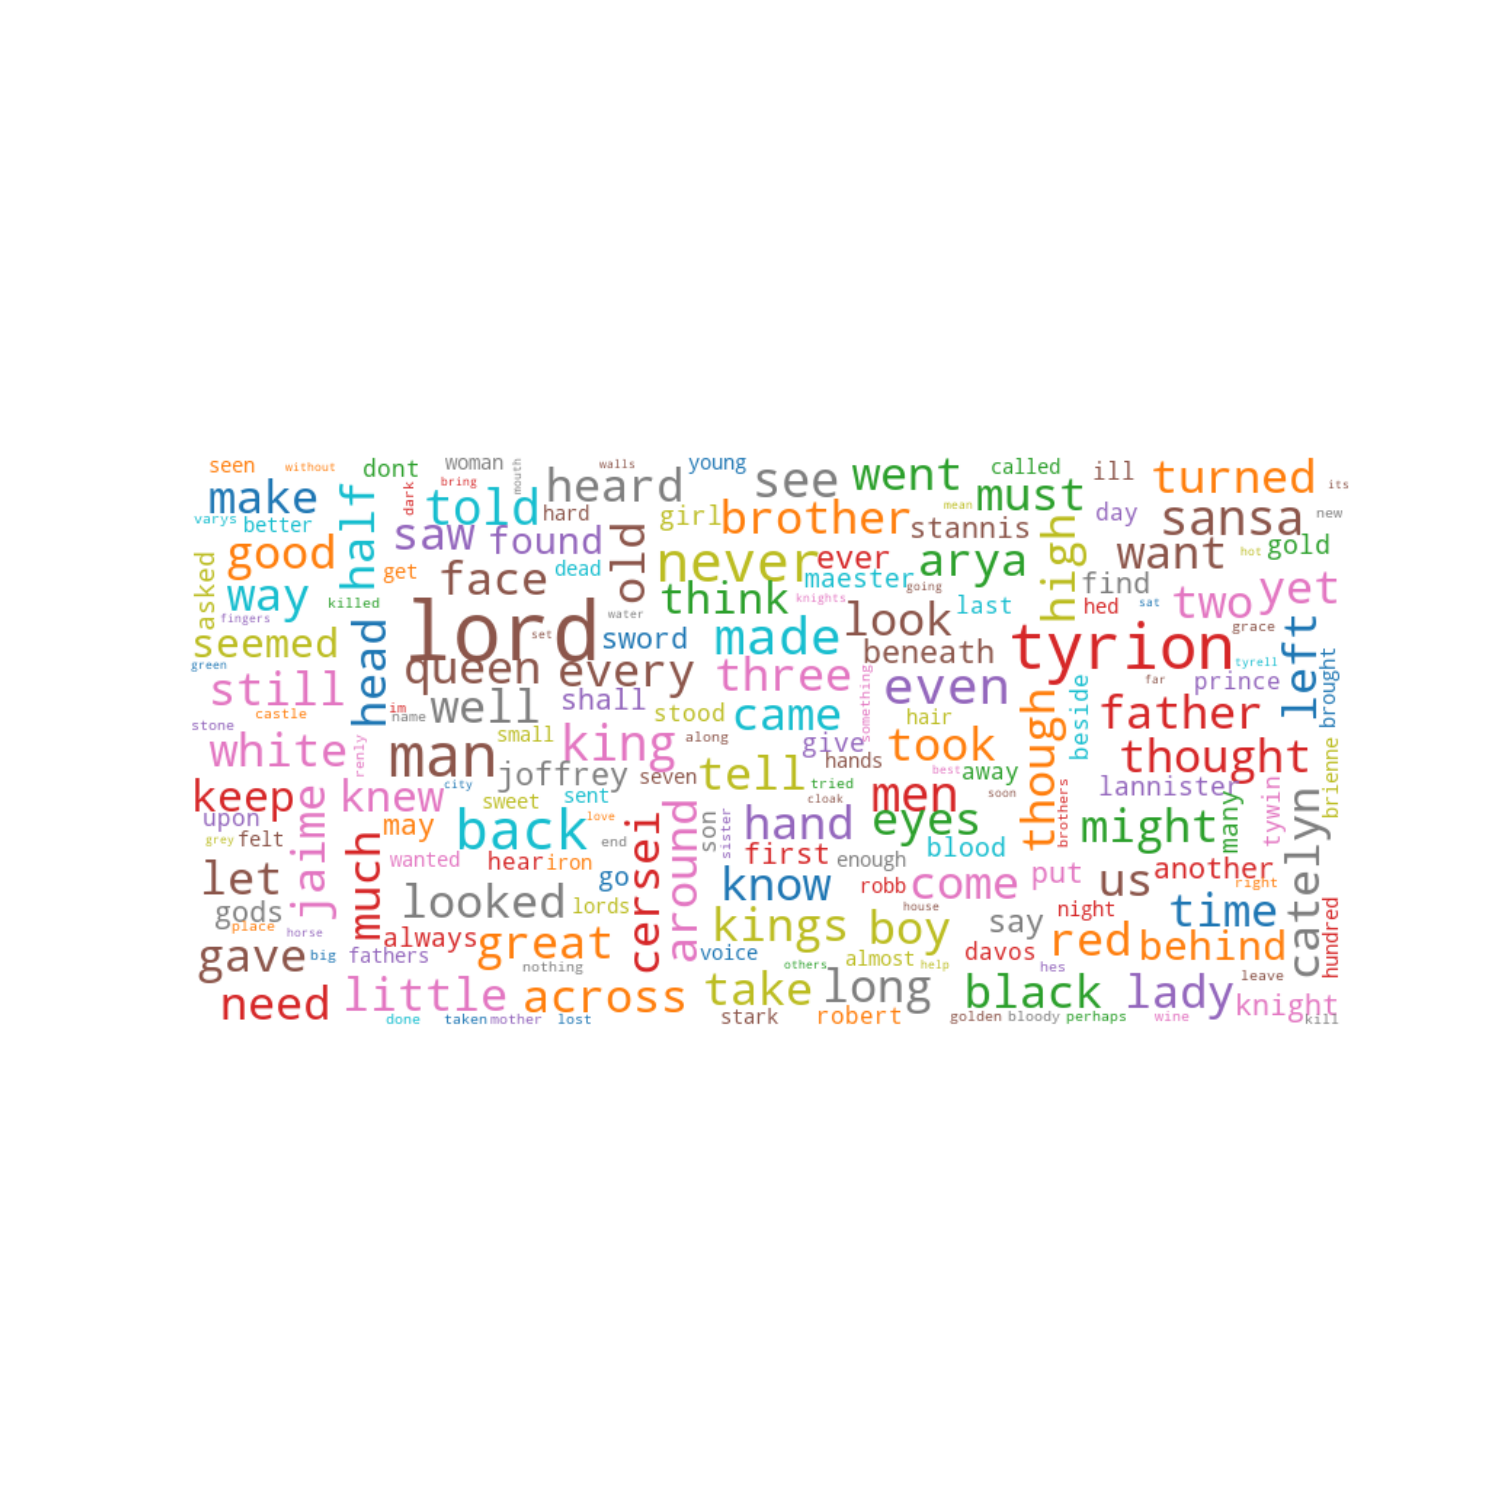 seen without dont woman mouth walls young called ill turned its
make dark bring told heard see went must
varys better half hard girl brother mean stannis day sansa new
good saw found old never ever arya high want hot gold
asked way get face dead think maester going find two yet
fingers killed lord water knights look last hed sat
seemed head set sword made beneath tyrion grace left
green queen every three even tyrell
still im name well shall stood came something hair beside far prince brought
stone castle small king along give took though father
white renly man joffrey seven tell hands best away thought
keep knew city sweet sent tried cloak men soon lannister brienne
upon jaime may back love around hand eyes brothers might many tywin
grey felt much wanted hear iron end son sister first enough blood another catelyn
let looked go cersei know robb come put us right
gods lords house night time
place horse always great kings boy say red behind hundred
gave big fathers nothing voice others almost help davos hes leave
need little across take long black lady knight
done taken mother lost stark robert golden bloody perhaps wine kill